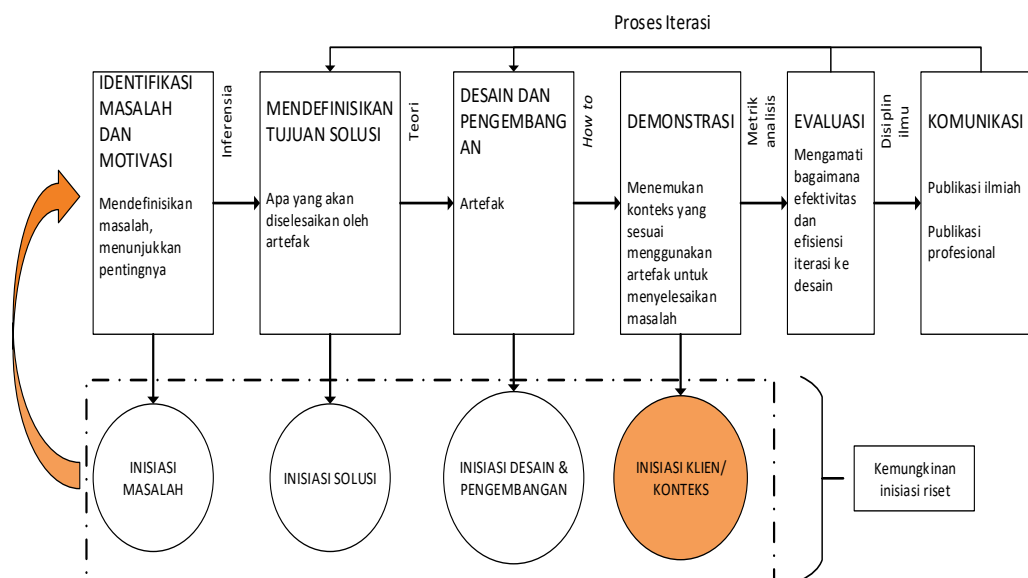 Proses Iterasi
IDENTIFIKASI
MASALAH
DAN
MOTIVASI
Mendefinisikan
masalah,
menunjukkan
pentingnya
Inferensia
MENDEFINISIKAN
TUJUAN SOLUSI
Apa yang akan
diselesaikan oleh
artefak
Teori
DESAIN DAN
PENGEMBANG
AN
Artefak
How to
DEMONSTRASI
Menemukan
konteks yang
sesuai
menggunakan
artefak untuk
menyelesaikan
masalah
Metrik
analisis
EVALUASI
Mengamati
bagaimana
efektivitas
dan
efisiensi
iterasi ke
desain
Disiplin
ilmu
KOMUNIKASI
Publikasi ilmiah
Publikasi
profesional
INISIASI
MASALAH
INISIASI SOLUSI
INISIASI DESAIN &
PENGEMBANGAN
INISIASI KLIEN/
KONTEKS
Kemungkinan
inisiasi riset